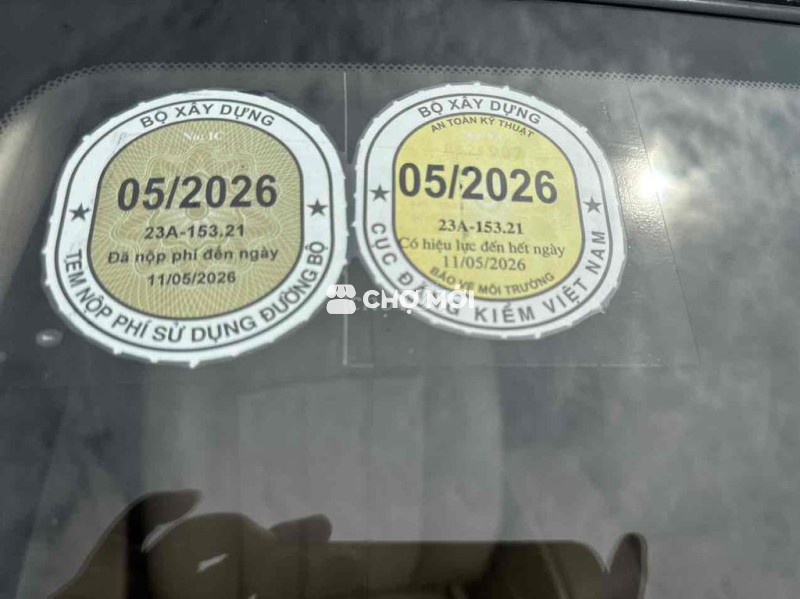 BỘ XÂY DỰNG
05/2026
23A-153.21
Đã nộp phí đến ngày
11/05/2026
TEM NỘP PHÍ SỬ DỤNG ĐƯỜNG BỘ
BỘ XÂY DỰNG
AN TOÀN KỸ THUẬT
05/2026
23A-153.21
Có hiệu lực đến hết ngày
11/05/2026
BẢO VỆ MÔI TRƯỜNG
CỤC ĐĂNG KIỂM VIỆT NAM
CHỢ MỚI